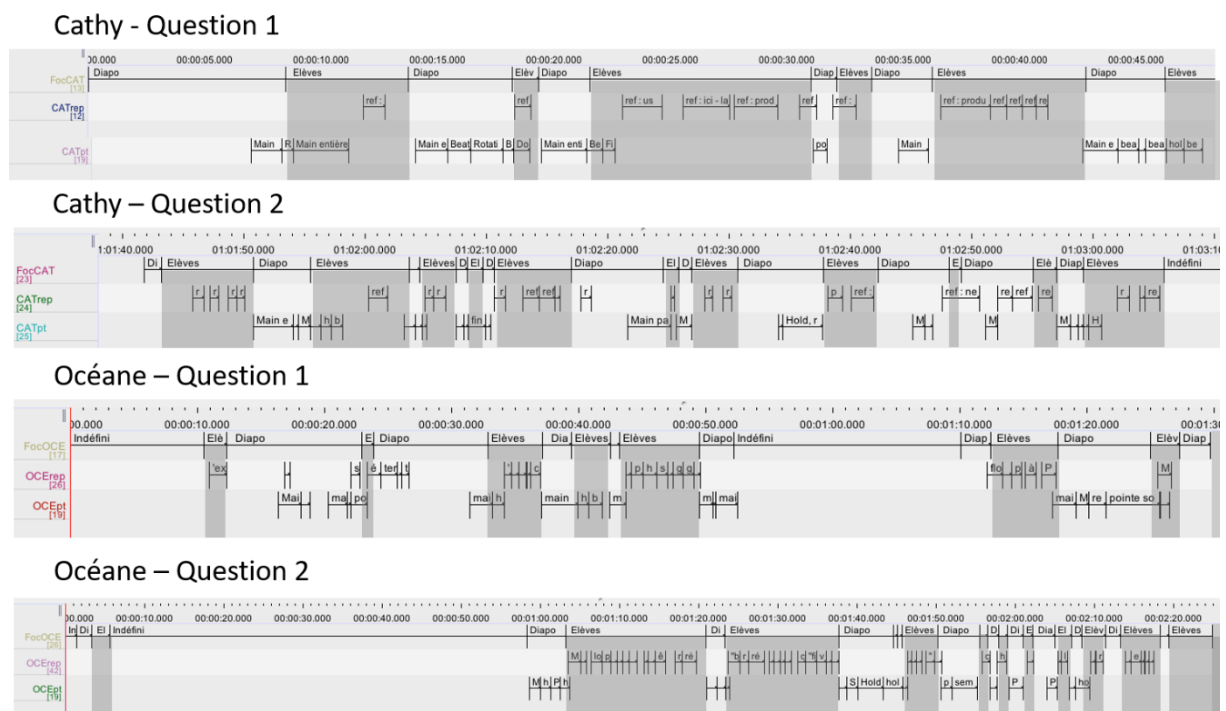 Cathy - Question 1
00.000 00:00:05.000 00:00:10.000 00:00:15.000 00:00:20.000 00:00:25.000 00:00:30.000 00:00:35.000 00:00:40.000 00:00:45.000
FocCAT [13] Diapo Elèves Diapo Elèv Diapo Elèves Diap Elèves Diapo Elèves Diapo Elèves
CATrep [12] ref : ref ref : us ref : ici - la ref : prod ref ref : ref : produ ref ref ref re
CATpt [19] Main R Main entière Main e Beat Rotati B Do Main enti Be Fi po Main Main e bea bea hol be
Cathy – Question 2
1:01:40.000 01:01:50.000 01:02:00.000 01:02:10.000 01:02:20.000 01:02:30.000 01:02:40.000 01:02:50.000 01:03:00.000 01:03:10
FocCAT [23] Di Elèves Diapo Elèves Elèves D El D Elèves Diapo El D Elèves Diapo Elèves Diapo E Diapo Elè Diap Elèves Indéfini
CATrep [24] r r r r ref r r r ref ref r r r p ref : ref : ne re ref re r re
CATpt [25] Main e M h b fin Main pa M Hold, r M M M H
Océane – Question 1
00.000 00:00:10.000 00:00:20.000 00:00:30.000 00:00:40.000 00:00:50.000 00:01:00.000 00:01:10.000 00:01:20.000 00:01:30
FocOCE [17] Indéfini Elè Diapo E Diapo Elèves Dia Elèves Elèves Diapo Indéfini Diap Elèves Diapo Elèv Diap
OCErep [26] 'ex s é ter t ' c p h s g g flo p à P M
OCEpt [19] Mai ma po mai h main h b m m mai mai M re pointe so
Océane – Question 2
00.000 00:00:10.000 00:00:20.000 00:00:30.000 00:00:40.000 00:00:50.000 00:01:00.000 00:01:10.000 00:01:20.000 00:01:30.000 00:01:40.000 00:01:50.000 00:02:00.000 00:02:10.000 00:02:20.000
FocOCE [26] In Di El Indéfini Diapo Elèves Di Elèves Diapo Elèves Diapo D Di E Dia El D Elèv Di Elèves Elèves
OCErep [42] M lo p é r ré "b r ré c "fi v " c h l r e
OCEpt [19] M h P h S Hold hol p sem P P ho